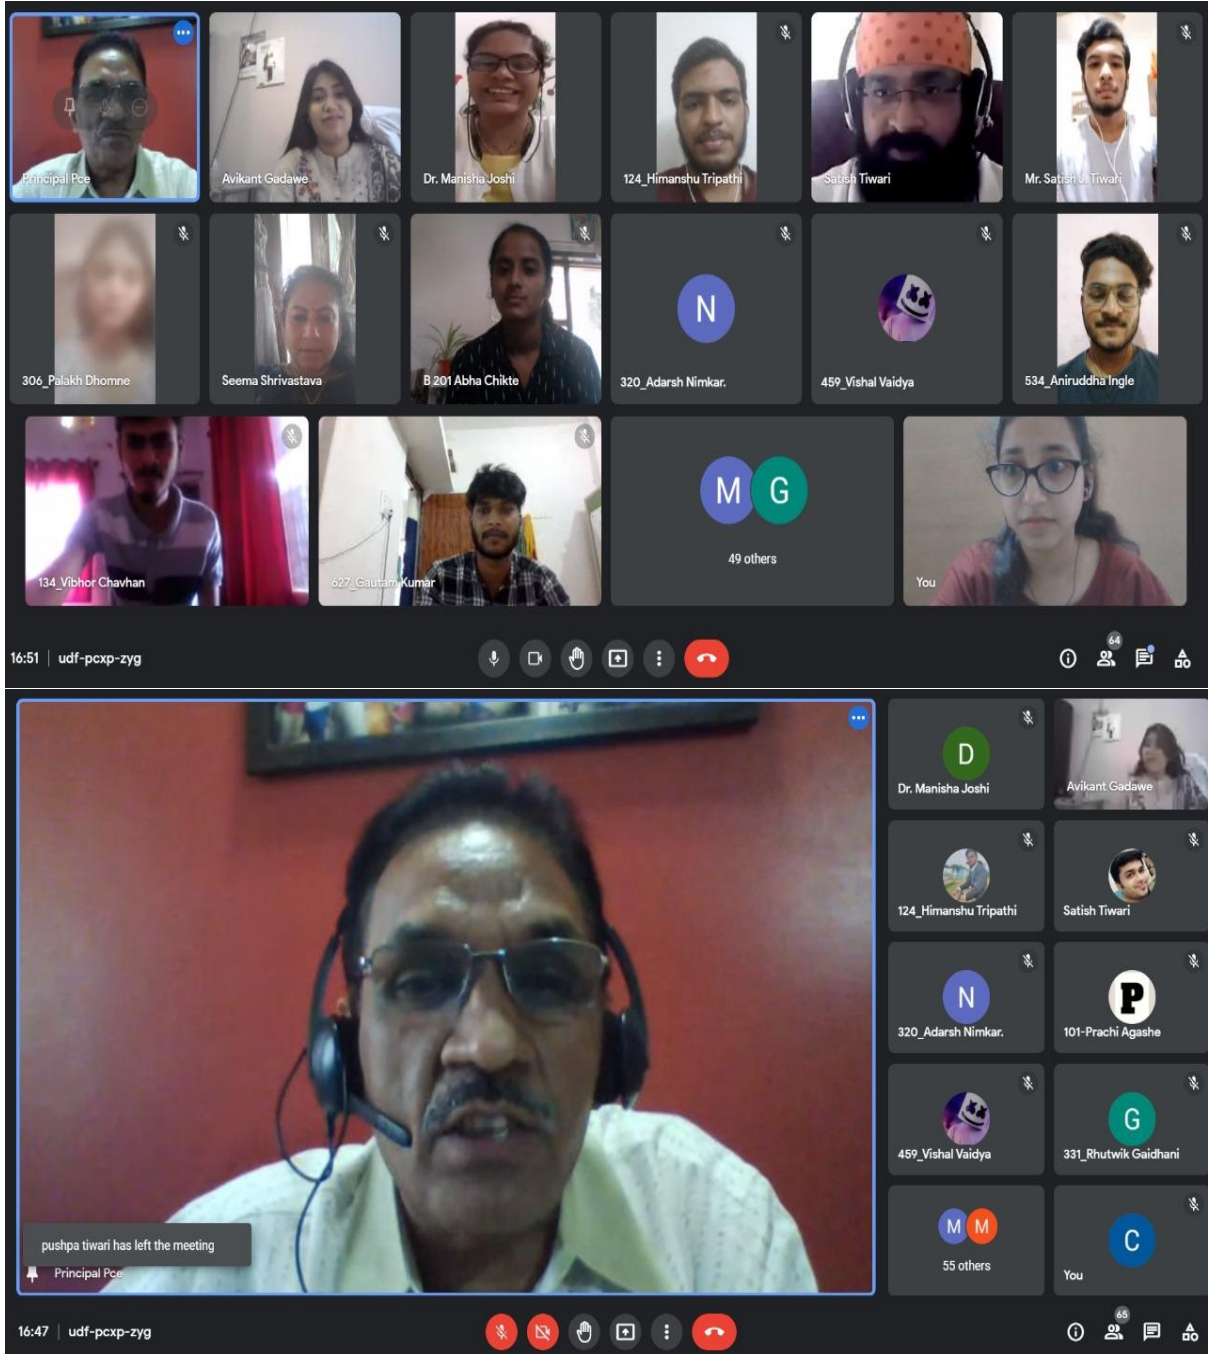 Principal Pce
Avikant Gadawe
Dr. Manisha Joshi
124_Himanshu Tripathi
Satish Tiwari
Mr. Satish J. Tiwari
306_Palakh Dhomne
Seema Shrivastava
B 201 Abha Chikte
N
320_Adarsh Nimkar.
459_Vishal Vaidya
534_Aniruddha Ingle
134_Vibhor Chavhan
627_Gautam Kumar
M G
49 others
You
16:51 | udf-pcxp-zyg
64
D
Dr. Manisha Joshi
Avikant Gadawe
124_Himanshu Tripathi
Satish Tiwari
N
320_Adarsh Nimkar.
P
101-Prachi Agashe
459_Vishal Vaidya
G
331_Rhutwik Gaidhani
M M
55 others
C
You
pushpa tiwari has left the meeting
Principal Pce
16:47 | udf-pcxp-zyg
65